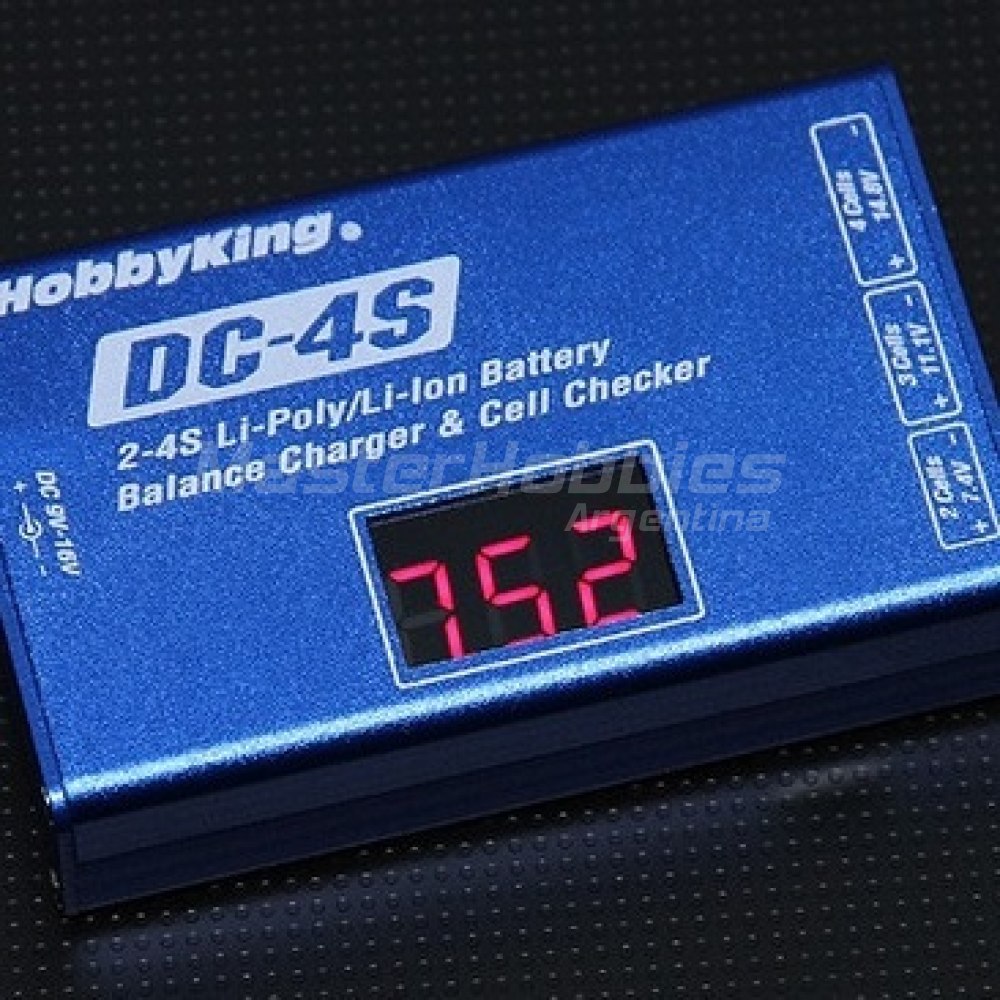 HobbyKing.
DC-4S
2-4S Li-Poly/Li-Ion Battery
Balance Charger & Cell Checker
MasterHobbies
Argentina
752
DC 9V-16V
+
-
4 Cells
+ 14.8V -
3 Cells
+ 11.1V -
2 Cells
+ 7.4V -